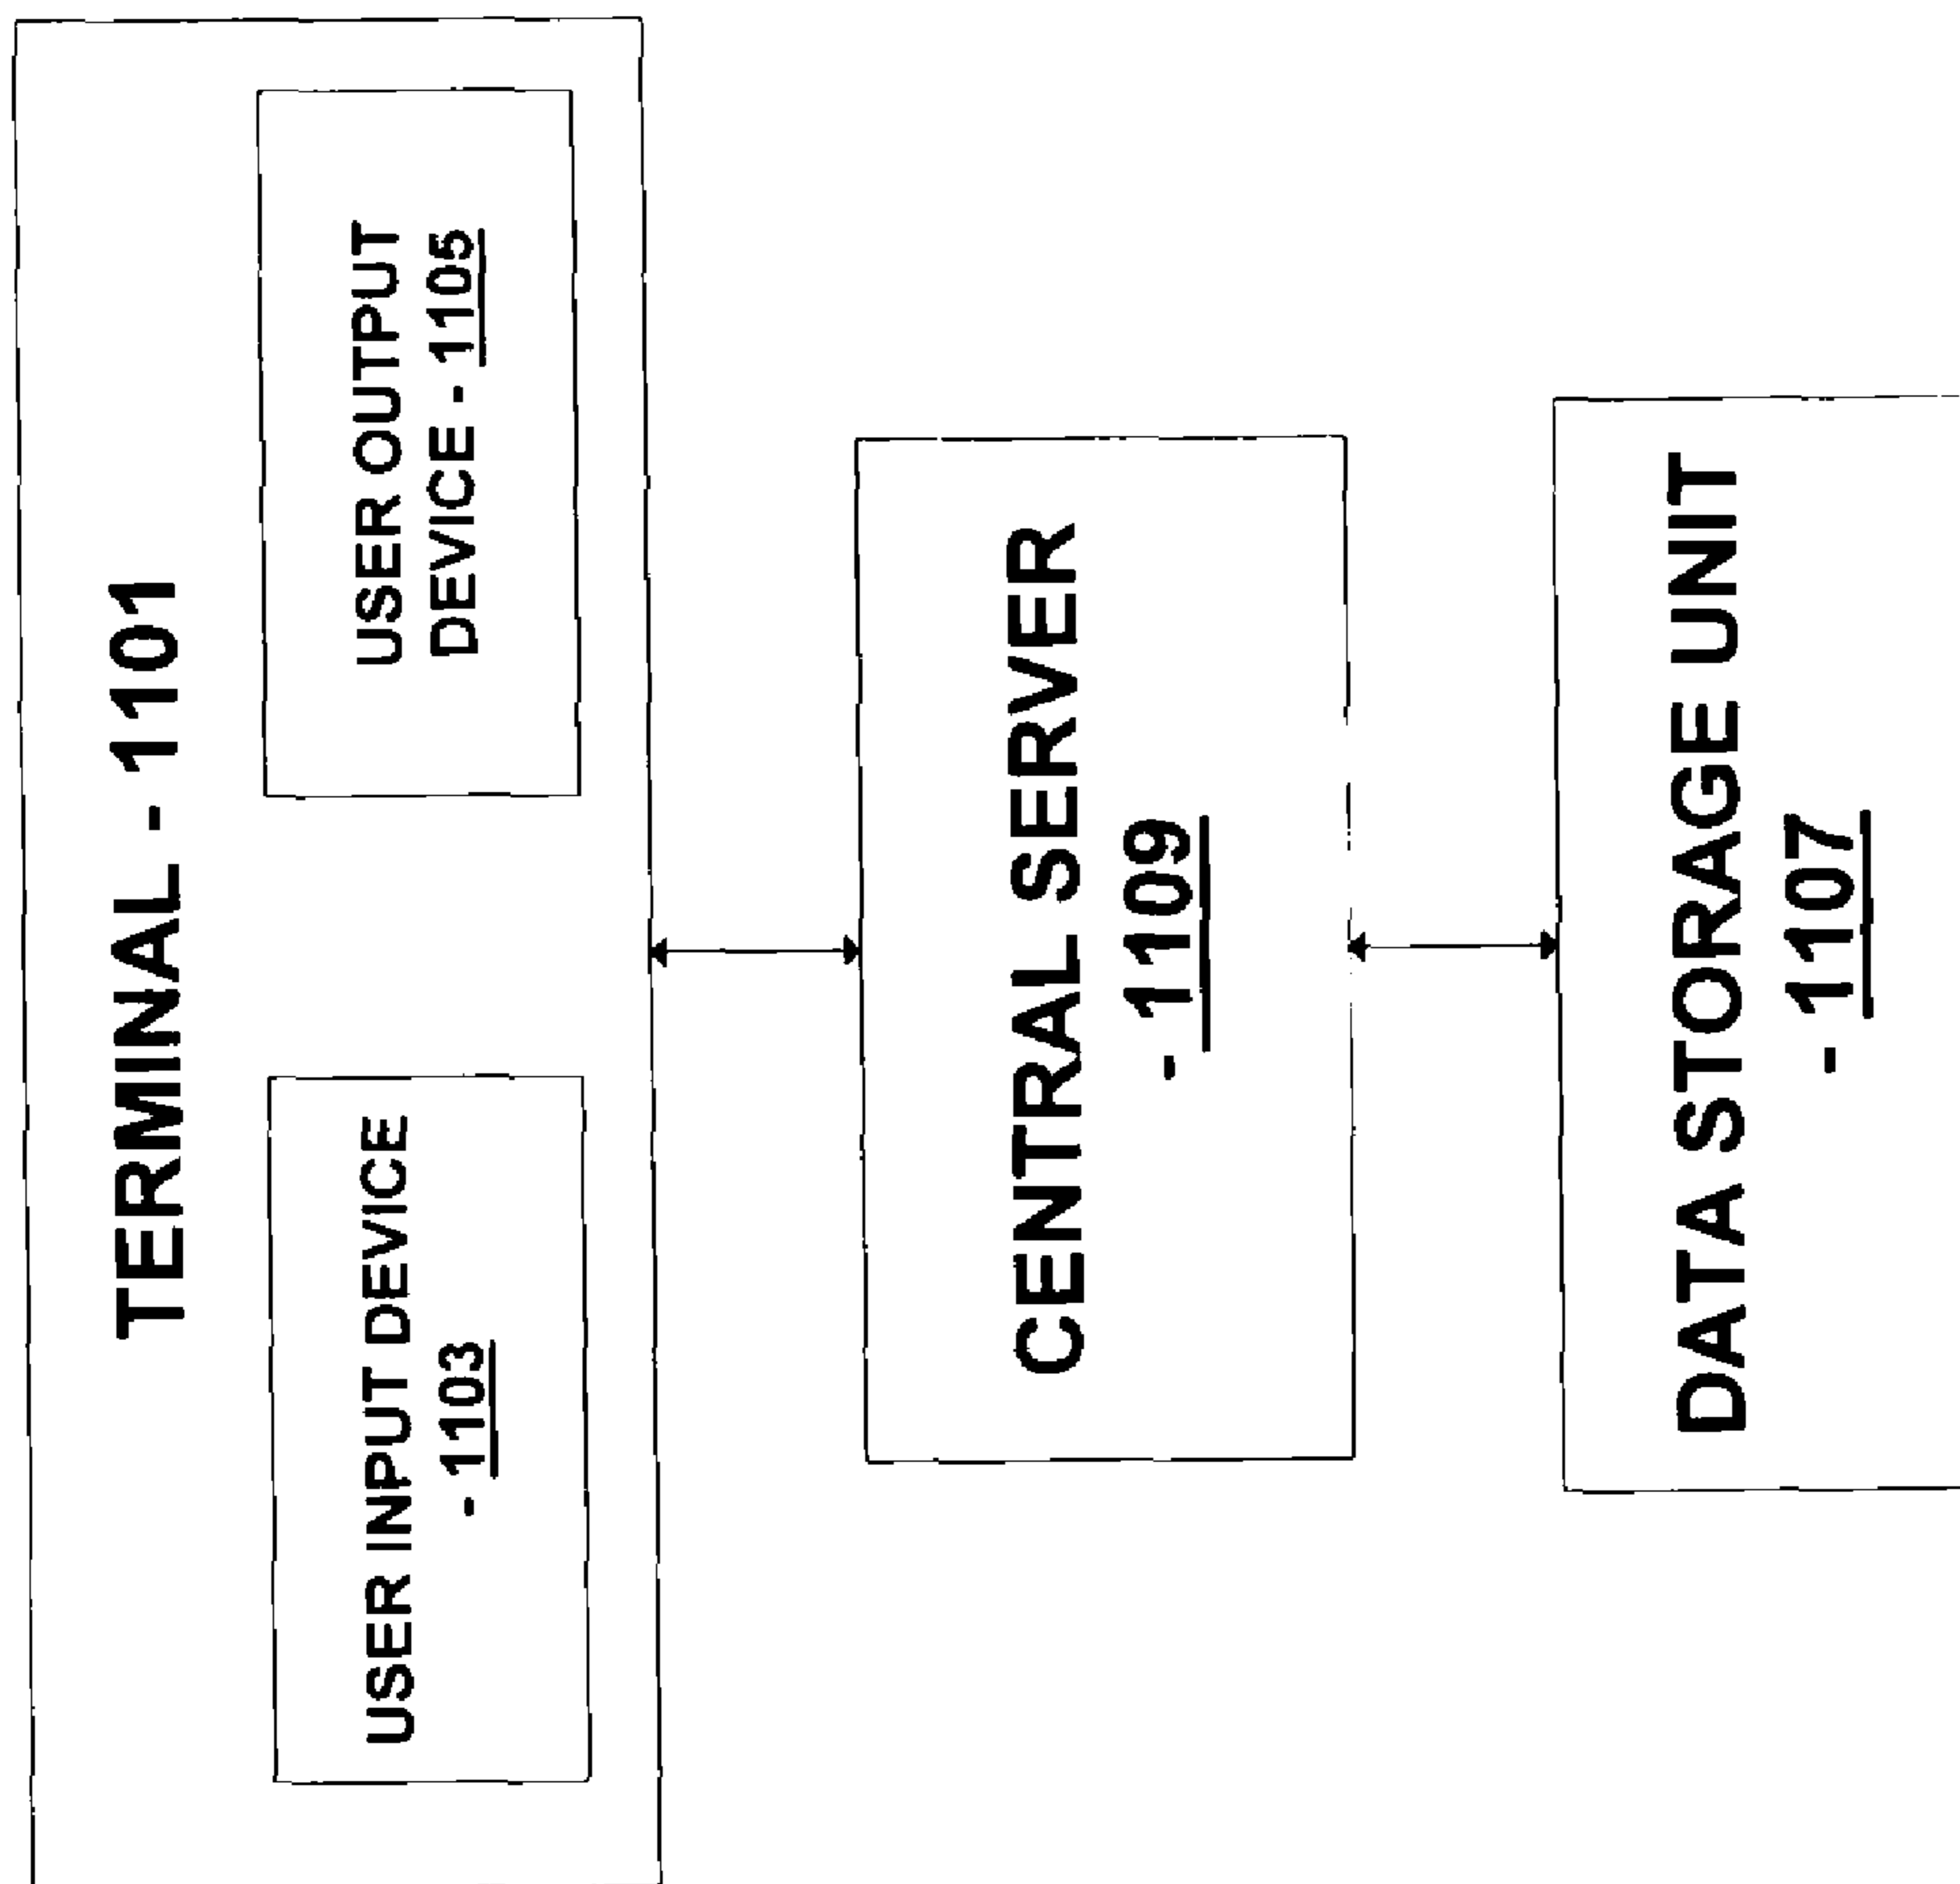 TERMINAL - 1101
USER INPUT DEVICE
- 1103
USER OUTPUT
DEVICE - 1105
CENTRAL SERVER
- 1109
DATA STORAGE UNIT
- 1107